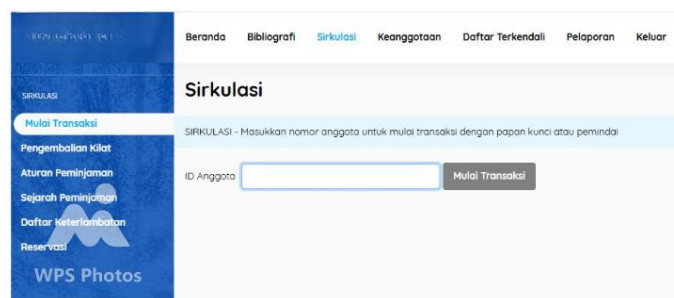 Beranda Bibliografi Sirkulasi Keanggotaan Daftar Terkendali Pelaporan Keluar
SIRKULASI
Mulai Transaksi
Pengembalian Kilat
Aturan Peminjaman
Sejarah Peminjaman
Daftar Keterlambatan
Reservasi
WPS Photos
Sirkulasi
SIRKULASI - Masukkan nomor anggota untuk mulai transaksi dengan papan kunci atau pemindai
ID Anggota Mulai Transaksi